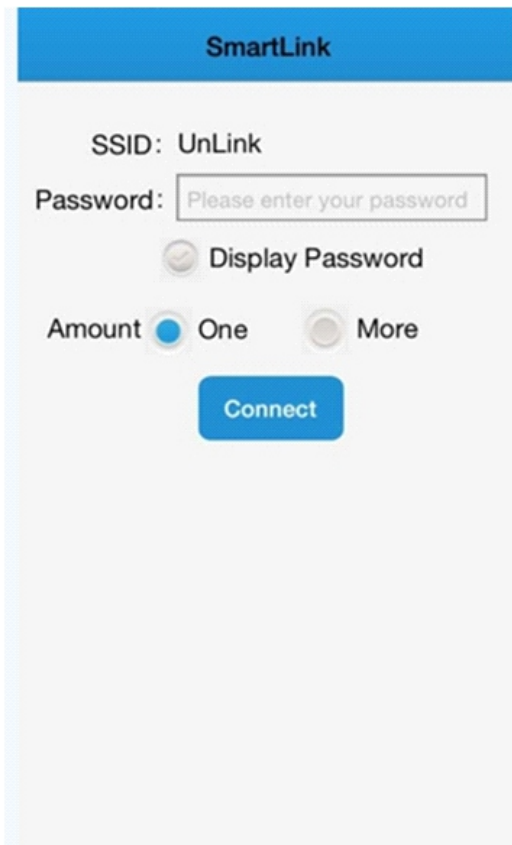 SmartLink
SSID: UnLink
Password: Please enter your password
Display Password
Amount One More
Connect